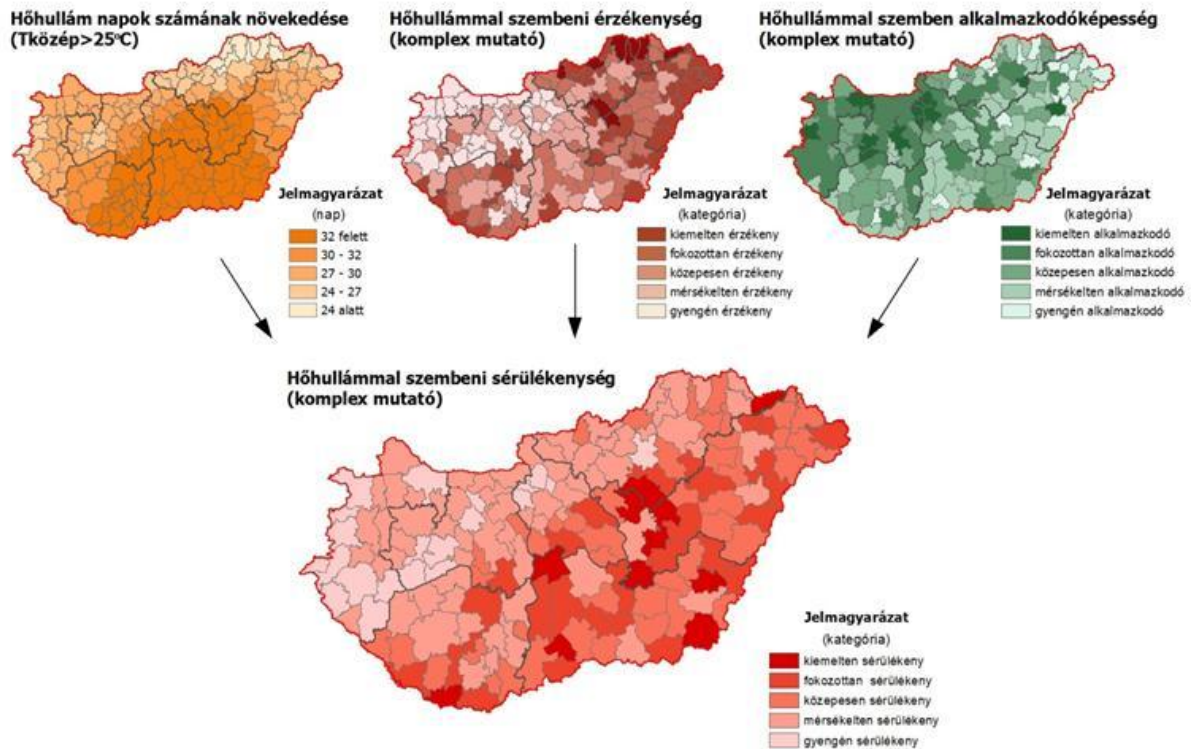 Hőhullám napok számának növekedése
(Tközép>25°C)
Jelmagyarázat
(nap)
32 felett
30 - 32
27 - 30
24 - 27
24 alatt
Hőhullámmal szembeni érzékenység
(komplex mutató)
Jelmagyarázat
(kategória)
kiemelten érzékeny
fokozottan érzékeny
közepesen érzékeny
mérsékelten érzékeny
gyengén érzékeny
Hőhullámmal szemben alkalmazkodóképesség
(komplex mutató)
Jelmagyarázat
(kategória)
kiemelten alkalmazkodó
fokozottan alkalmazkodó
közepesen alkalmazkodó
mérsékelten alkalmazkodó
gyengén alkalmazkodó
Hőhullámmal szembeni sérülékenység
(komplex mutató)
Jelmagyarázat
(kategória)
kiemelten sérülékeny
fokozottan sérülékeny
közepesen sérülékeny
mérsékelten sérülékeny
gyengén sérülékeny